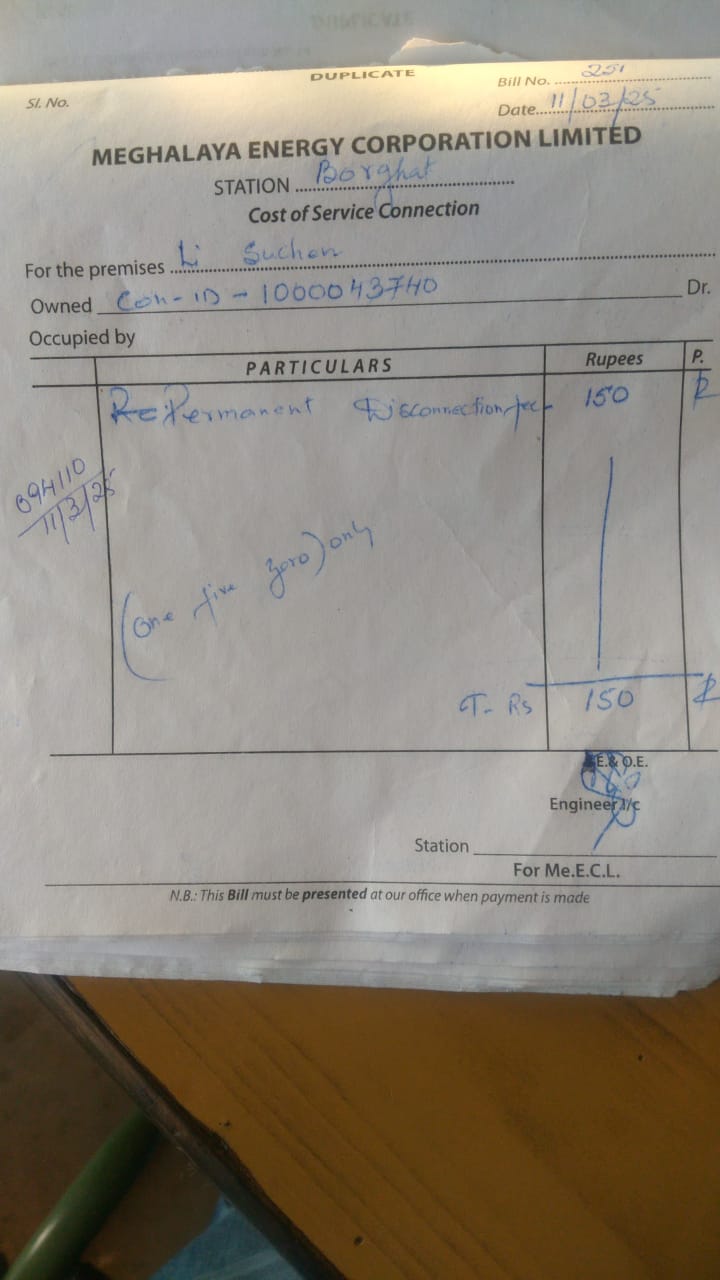 DUPLICATE
Sl. No.
Bill No. 251
Date 11/03/25
MEGHALAYA ENERGY CORPORATION LIMITED
STATION Borghat
Cost of Service Connection
For the premises Li Suchen
Owned Con-ID - 1000043740 Dr.
Occupied by
PARTICULARS Rupees P.
Permanent Disconnection fee 150
094110
11/3/25
(One five zero) only
T- Rs 150
E.& O.E.
Engineer I/c
Station
For Me.E.C.L.
N.B.: This Bill must be presented at our office when payment is made